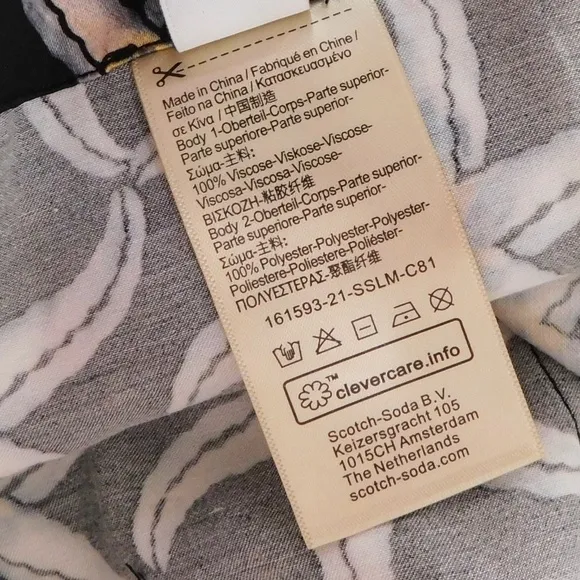 Made in China / Fabriqué en Chine /
Feito na China / Κατασκευασμένο
σε Κίνα / 中国制造
Body 1-Oberteil-Corps-Parte superior-
Parte superiore-Parte superior-
Σώμα-主料:
100% Viscose-Viskose-Viscose-
Viscosa-Viscosa-Viscose-
ΒΙΣΚΟΖΗ-粘胶纤维
Body 2-Oberteil-Corps-Parte superior-
Parte superiore-Parte superior-
Σώμα-主料:
100% Polyester-Polyester-Polyester-
Poliestere-Poliestere-Poliéster-
ΠΟΛΥΕΣΤΕΡΑΣ-聚酯纤维
161593-21-SSLM-C81
TM clevercare.info
Scotch-Soda B.V.
Keizersgracht 105
1015CH Amsterdam
The Netherlands
scotch-soda.com